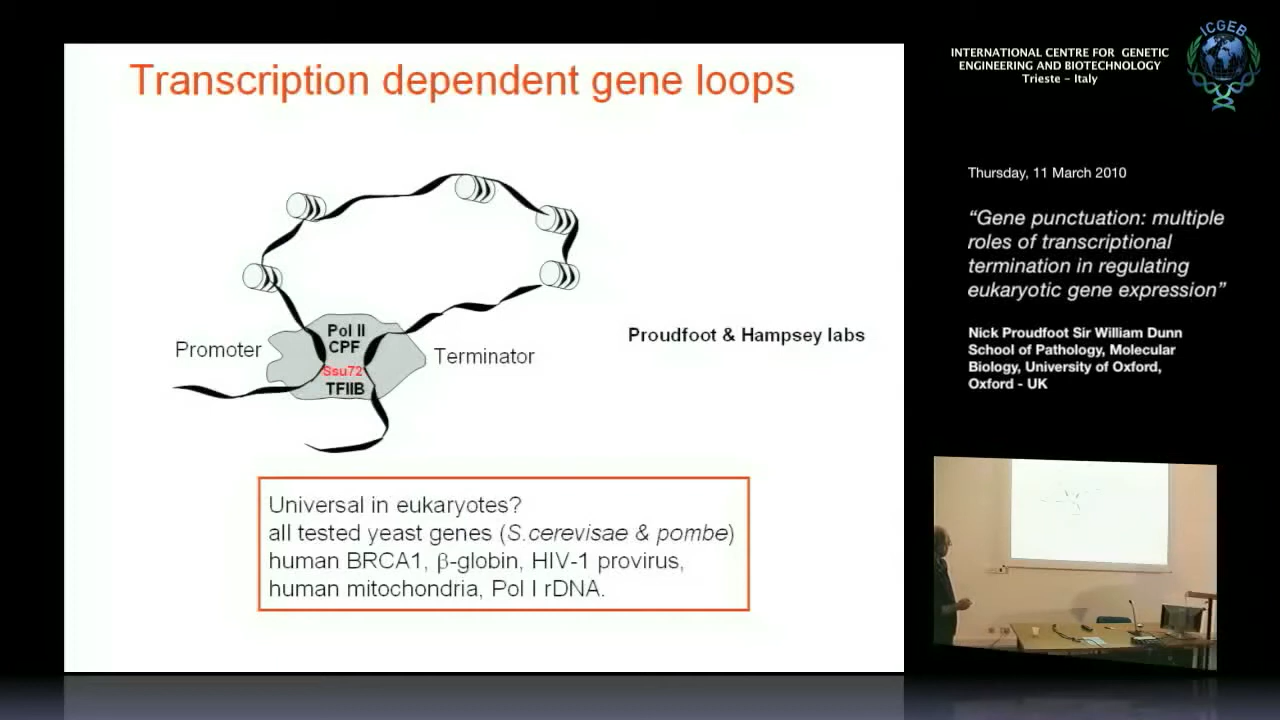 Transcription dependent gene loops
Promoter
Pol II
CPF
Ssu72
TFIIB
Terminator
Proudfoot & Hampsey labs
Universal in eukaryotes?
all tested yeast genes (S.cerevisae & pombe)
human BRCA1, β-globin, HIV-1 provirus,
human mitochondria, Pol I rDNA.
INTERNATIONAL CENTRE FOR GENETIC
ENGINEERING AND BIOTECHNOLOGY
Trieste - Italy
ICGEB
Thursday, 11 March 2010
“Gene punctuation: multiple
roles of transcriptional
termination in regulating
eukaryotic gene expression”
Nick Proudfoot Sir William Dunn
School of Pathology, Molecular
Biology, University of Oxford,
Oxford - UK